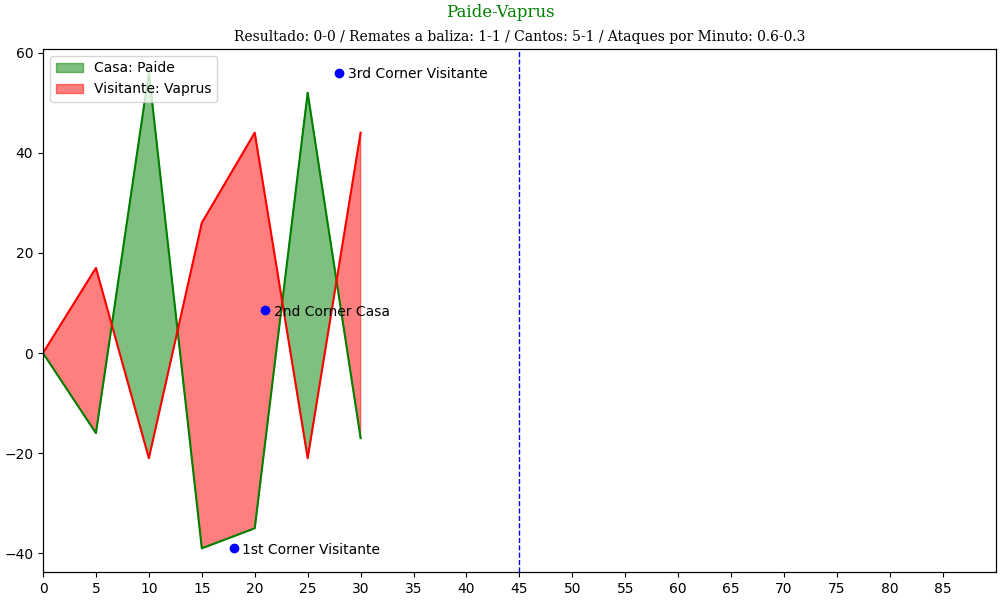 Paide-Vaprus
Resultado: 0-0 / Remates a baliza: 1-1 / Cantos: 5-1 / Ataques por Minuto: 0.6-0.3
60
Casa: Paide
Visitante: Vaprus
3rd Corner Visitante
40
20
2nd Corner Casa
0
−20
−40
1st Corner Visitante
0 5 10 15 20 25 30 35 40 45 50 55 60 65 70 75 80 85